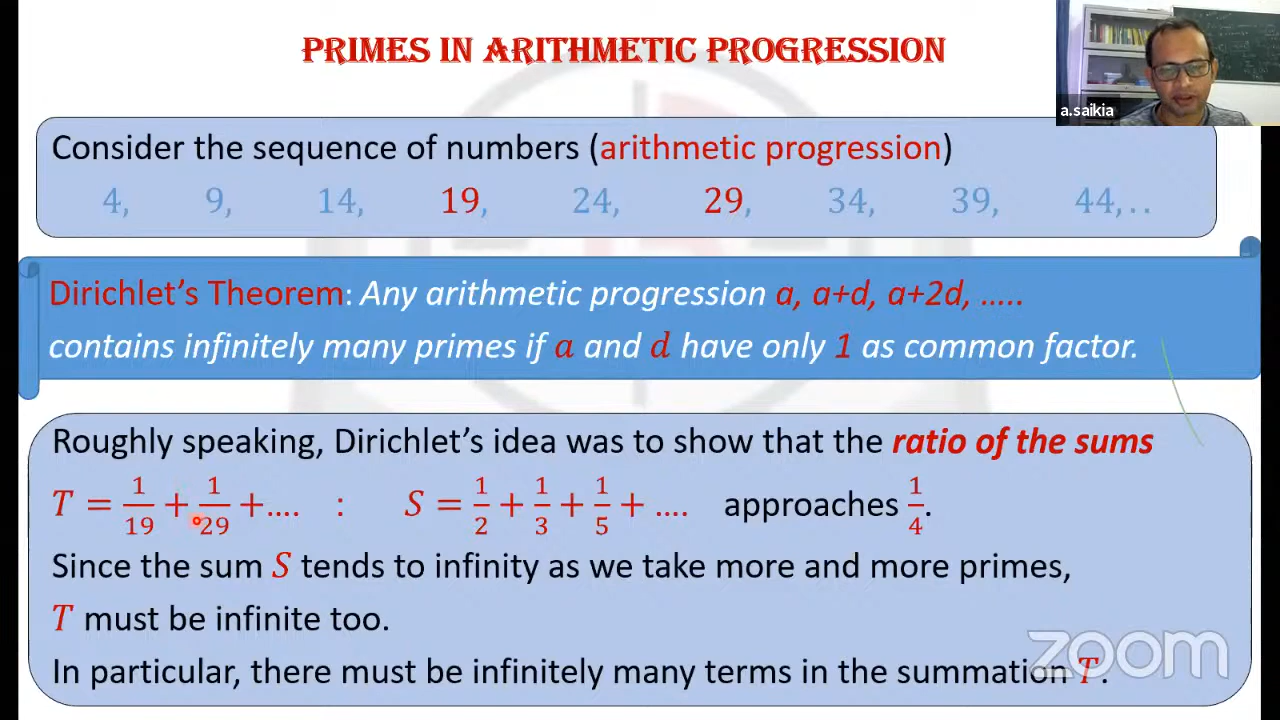 PRIMES IN ARITHMETIC PROGRESSION
a.saikia
Consider the sequence of numbers (arithmetic progression)
4, 9, 14, 19, 24, 29, 34, 39, 44,..
Dirichlet's Theorem: Any arithmetic progression a, a+d, a+2d, .....
contains infinitely many primes if a and d have only 1 as common factor.
Roughly speaking, Dirichlet's idea was to show that the ratio of the sums
T = 1/19 + 1/29 + .... : S = 1/2 + 1/3 + 1/5 + .... approaches 1/4.
Since the sum S tends to infinity as we take more and more primes,
T must be infinite too.
In particular, there must be infinitely many terms in the summation T.
zoom